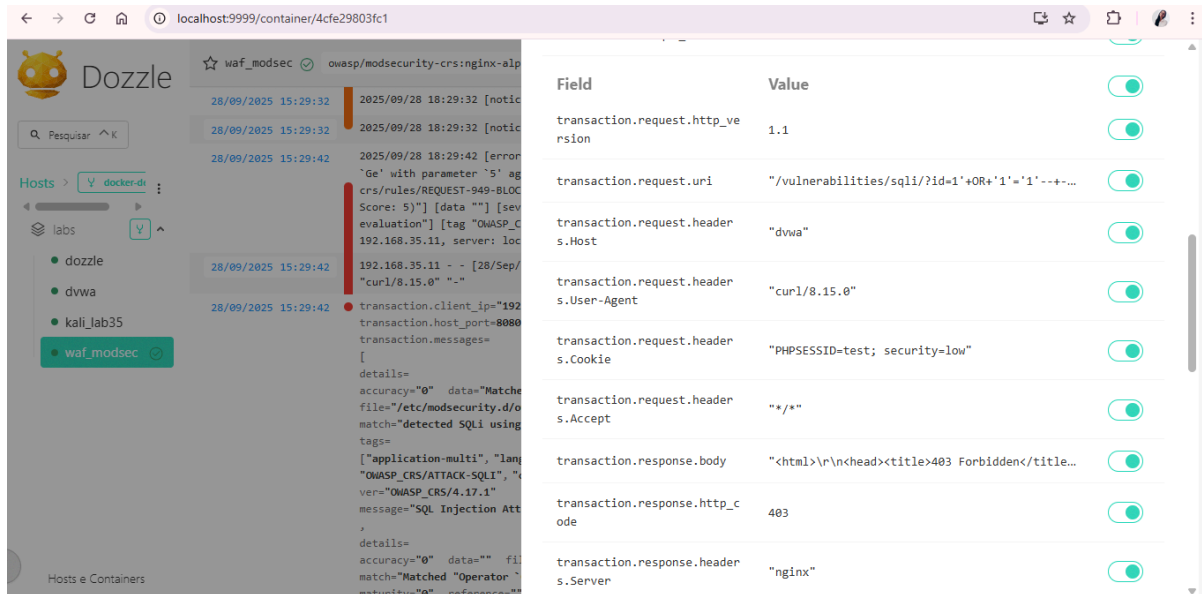 localhost:9999/container/4cfe29803fc1
Dozzle
Pesquisar ^ K
Hosts > docker-de
labs
dozzle
dvwa
kali_lab35
waf_modsec
Hosts e Containers
waf_modsec owasp/modsecurity-crs:nginx-alp
28/09/2025 15:29:32 2025/09/28 18:29:32 [notic
28/09/2025 15:29:32 2025/09/28 18:29:32 [notic
28/09/2025 15:29:42 2025/09/28 18:29:42 [error
`Ge' with parameter `5' ag
crs/rules/REQUEST-949-BLOC
Score: 5)"] [data ""] [sev
evaluation"] [tag "OWASP_C
192.168.35.11, server: loc
28/09/2025 15:29:42 192.168.35.11 - - [28/Sep/
"curl/8.15.0" "-"
28/09/2025 15:29:42 transaction.client_ip="192
transaction.host_port=8080
transaction.messages=
[
details=
accuracy="0" data="Matche
file="/etc/modsecurity.d/o
match="detected SQLi using
tags=
["application-multi", "lang
"OWASP_CRS/ATTACK-SQLI", "c
ver="OWASP_CRS/4.17.1"
message="SQL Injection Att
,
details=
accuracy="0" data="" fil
match="Matched "Operator `
maturity="0" reference=""
Field Value
transaction.request.http_ve
rsion 1.1
transaction.request.uri "/vulnerabilities/sqli/?id=1'+OR+'1'='1'--+-...
transaction.request.header
s.Host "dvwa"
transaction.request.header
s.User-Agent "curl/8.15.0"
transaction.request.header
s.Cookie "PHPSESSID=test; security=low"
transaction.request.header
s.Accept "*/*"
transaction.response.body "<html>\r\n<head><title>403 Forbidden</title...
transaction.response.http_c
ode 403
transaction.response.header
s.Server "nginx"